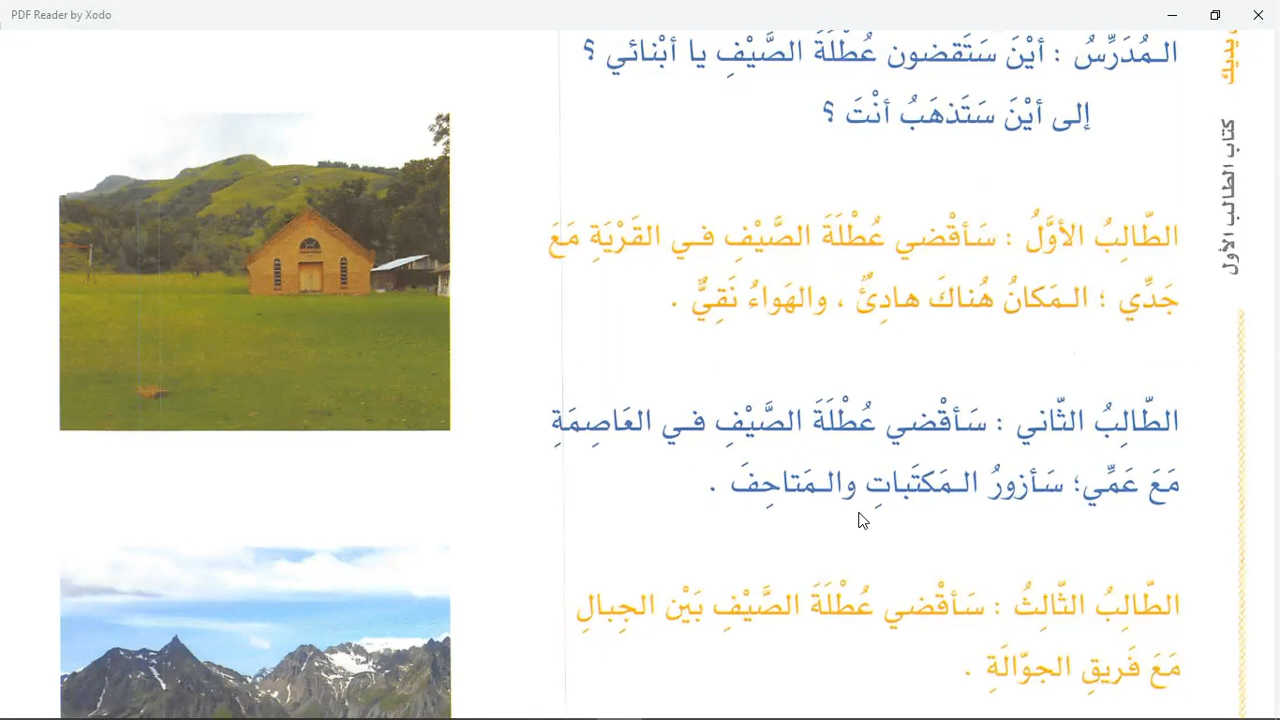 PDF Reader by Xodo
الـمُدَرِّسُ : أيْنَ سَتَقضون عُطْلَةَ الصَّيْفِ يا أبْنائي ؟
إلى أيْنَ سَتَذهَبُ أنْتَ ؟
الطّالِبُ الأوَّلُ : سَأقْضي عُطْلَةَ الصَّيْفِ فـي القَرْيَةِ مَعَ
جَدِّي ؛ الـمَكانُ هُناكَ هادِئٌ ، والهَواءُ نَقِيٌّ .
الطّالِبُ الثّاني : سَأقْضي عُطْلَةَ الصَّيْفِ فـي العَاصِمَةِ
مَعَ عَمِّي؛ سَأزورُ الـمَكتَباتِ والـمَتاحِفَ .
الطّالِبُ الثّالِثُ : سَأقْضي عُطْلَةَ الصَّيْفِ بَيْن الجِبالِ
مَعَ فَريقِ الجوّالَةِ .
يديك
كتاب الطالب الأول